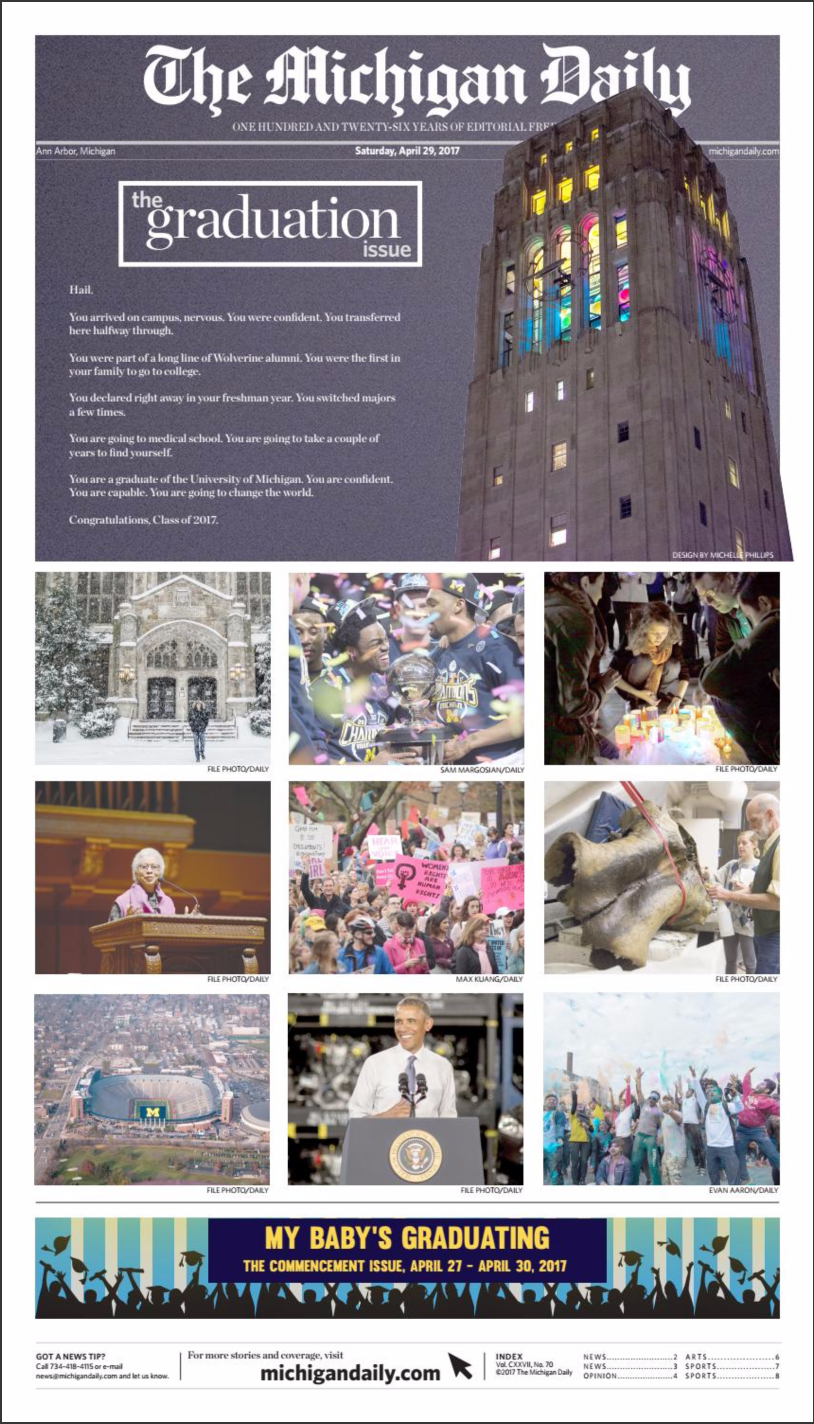 The Michigan Daily
ONE HUNDRED AND TWENTY-SIX YEARS OF EDITORIAL
Ann Arbor, Michigan
Saturday, April 29, 2017
michigandaily.com
the
graduation
issue
Hail.
You arrived on campus, nervous. You were confident. You transferred
here halfway through.
You were part of a long line of Wolverine alumni. You were the first in
your family to go to college.
You declared right away in your freshman year. You switched majors
a few times.
You are going to medical school. You are going to take a couple of
years to find yourself.
You are a graduate of the University of Michigan. You are confident.
You are capable. You are going to change the world.
Congratulations, Class of 2017.
DESIGN BY MICHELLE PHILLIPS
FILE PHOTO/DAILY
M
SAM MARGOSIAN/DAILY
FILE PHOTO/DAILY
FILE PHOTO/DAILY
WOMENS
RIGHTS
ARE
HUMAN
RIGHTS
MAX KUANG/DAILY
FILE PHOTO/DAILY
M
FILE PHOTO/DAILY
FILE PHOTO/DAILY
EVAN AARON/DAILY
MY BABY'S GRADUATING
THE COMMENCEMENT ISSUE, APRIL 27 - APRIL 30, 2017
GOT A NEWS TIP?
Call 734-418-4115 or e-mail
news@michigandaily.com and let us know.
For more stories and coverage, visit
michigandaily.com
INDEX
Vol. CXXVII, No. 70
©2017 The Michigan Daily
NEWS.........................2
NEWS.........................3
OPINION.....................4
ARTS....................6
SPORTS.................7
SPORTS.................8